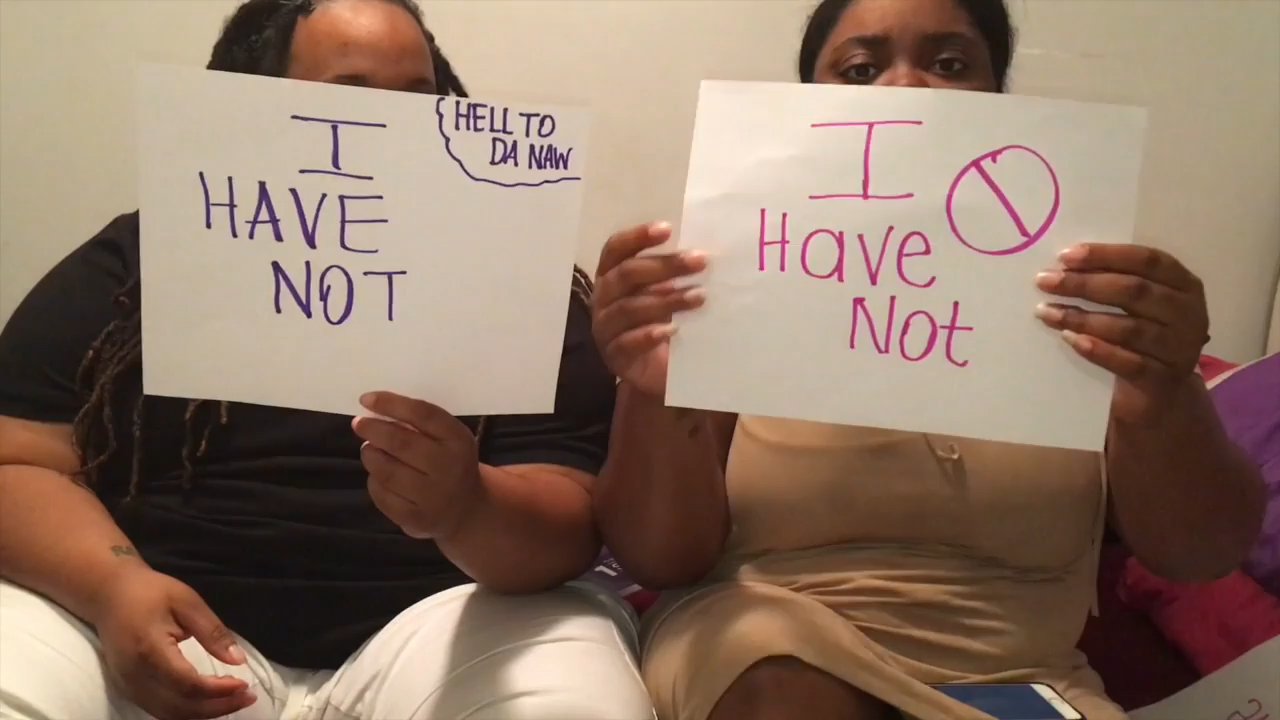 I
HAVE
NOT
HELL TO
DA NAW
I
Have
Not